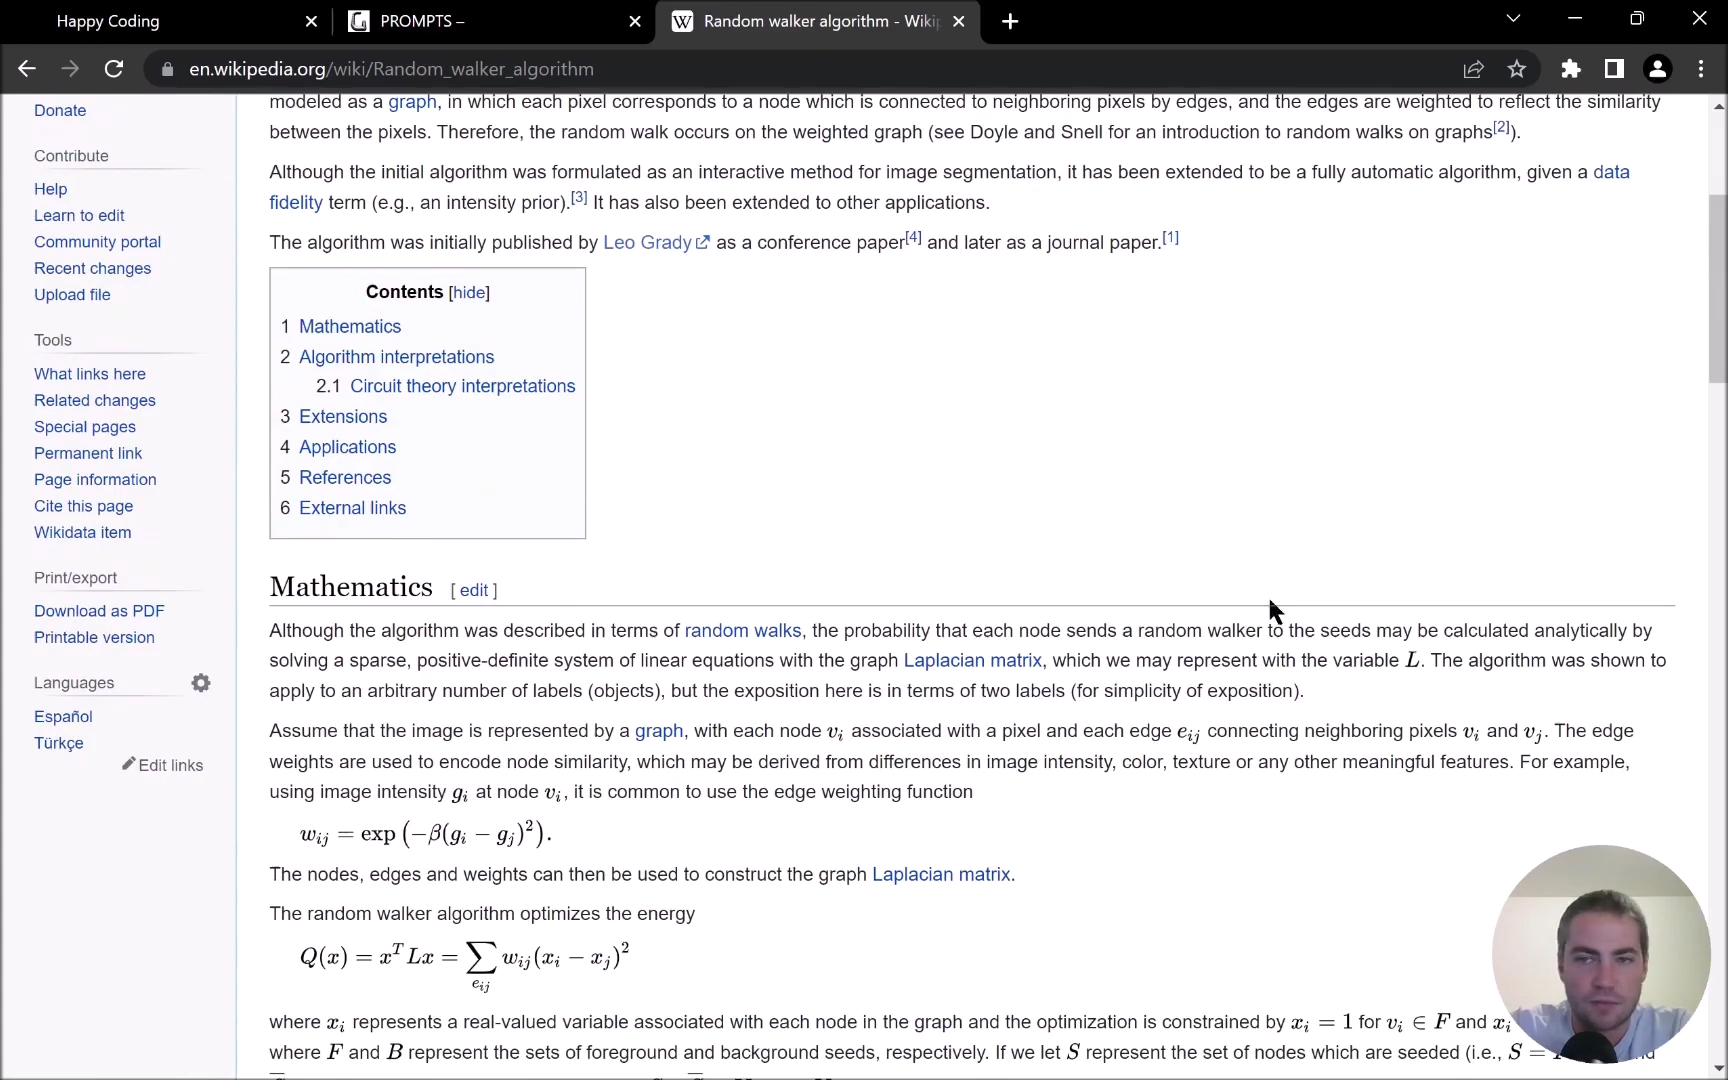 Happy Coding
PROMPTS –
Random walker algorithm - Wiki
en.wikipedia.org/wiki/Random_walker_algorithm
Donate
Contribute
Help
Learn to edit
Community portal
Recent changes
Upload file
Tools
What links here
Related changes
Special pages
Permanent link
Page information
Cite this page
Wikidata item
Print/export
Download as PDF
Printable version
Languages
Español
Türkçe
Edit links
modeled as a graph, in which each pixel corresponds to a node which is connected to neighboring pixels by edges, and the edges are weighted to reflect the similarity
between the pixels. Therefore, the random walk occurs on the weighted graph (see Doyle and Snell for an introduction to random walks on graphs[2]).
Although the initial algorithm was formulated as an interactive method for image segmentation, it has been extended to be a fully automatic algorithm, given a data
fidelity term (e.g., an intensity prior).[3] It has also been extended to other applications.
The algorithm was initially published by Leo Grady as a conference paper[4] and later as a journal paper.[1]
Contents [hide]
1 Mathematics
2 Algorithm interpretations
2.1 Circuit theory interpretations
3 Extensions
4 Applications
5 References
6 External links
Mathematics [ edit ]
Although the algorithm was described in terms of random walks, the probability that each node sends a random walker to the seeds may be calculated analytically by
solving a sparse, positive-definite system of linear equations with the graph Laplacian matrix, which we may represent with the variable L. The algorithm was shown to
apply to an arbitrary number of labels (objects), but the exposition here is in terms of two labels (for simplicity of exposition).
Assume that the image is represented by a graph, with each node v_i associated with a pixel and each edge e_ij connecting neighboring pixels v_i and v_j. The edge
weights are used to encode node similarity, which may be derived from differences in image intensity, color, texture or any other meaningful features. For example,
using image intensity g_i at node v_i, it is common to use the edge weighting function
w_ij = exp (−β(g_i − g_j)²).
The nodes, edges and weights can then be used to construct the graph Laplacian matrix.
The random walker algorithm optimizes the energy
Q(x) = x^T Lx = ∑_{e_ij} w_ij(x_i − x_j)²
where x_i represents a real-valued variable associated with each node in the graph and the optimization is constrained by x_i = 1 for v_i ∈ F and x_i
where F and B represent the sets of foreground and background seeds, respectively. If we let S represent the set of nodes which are seeded (i.e., S =